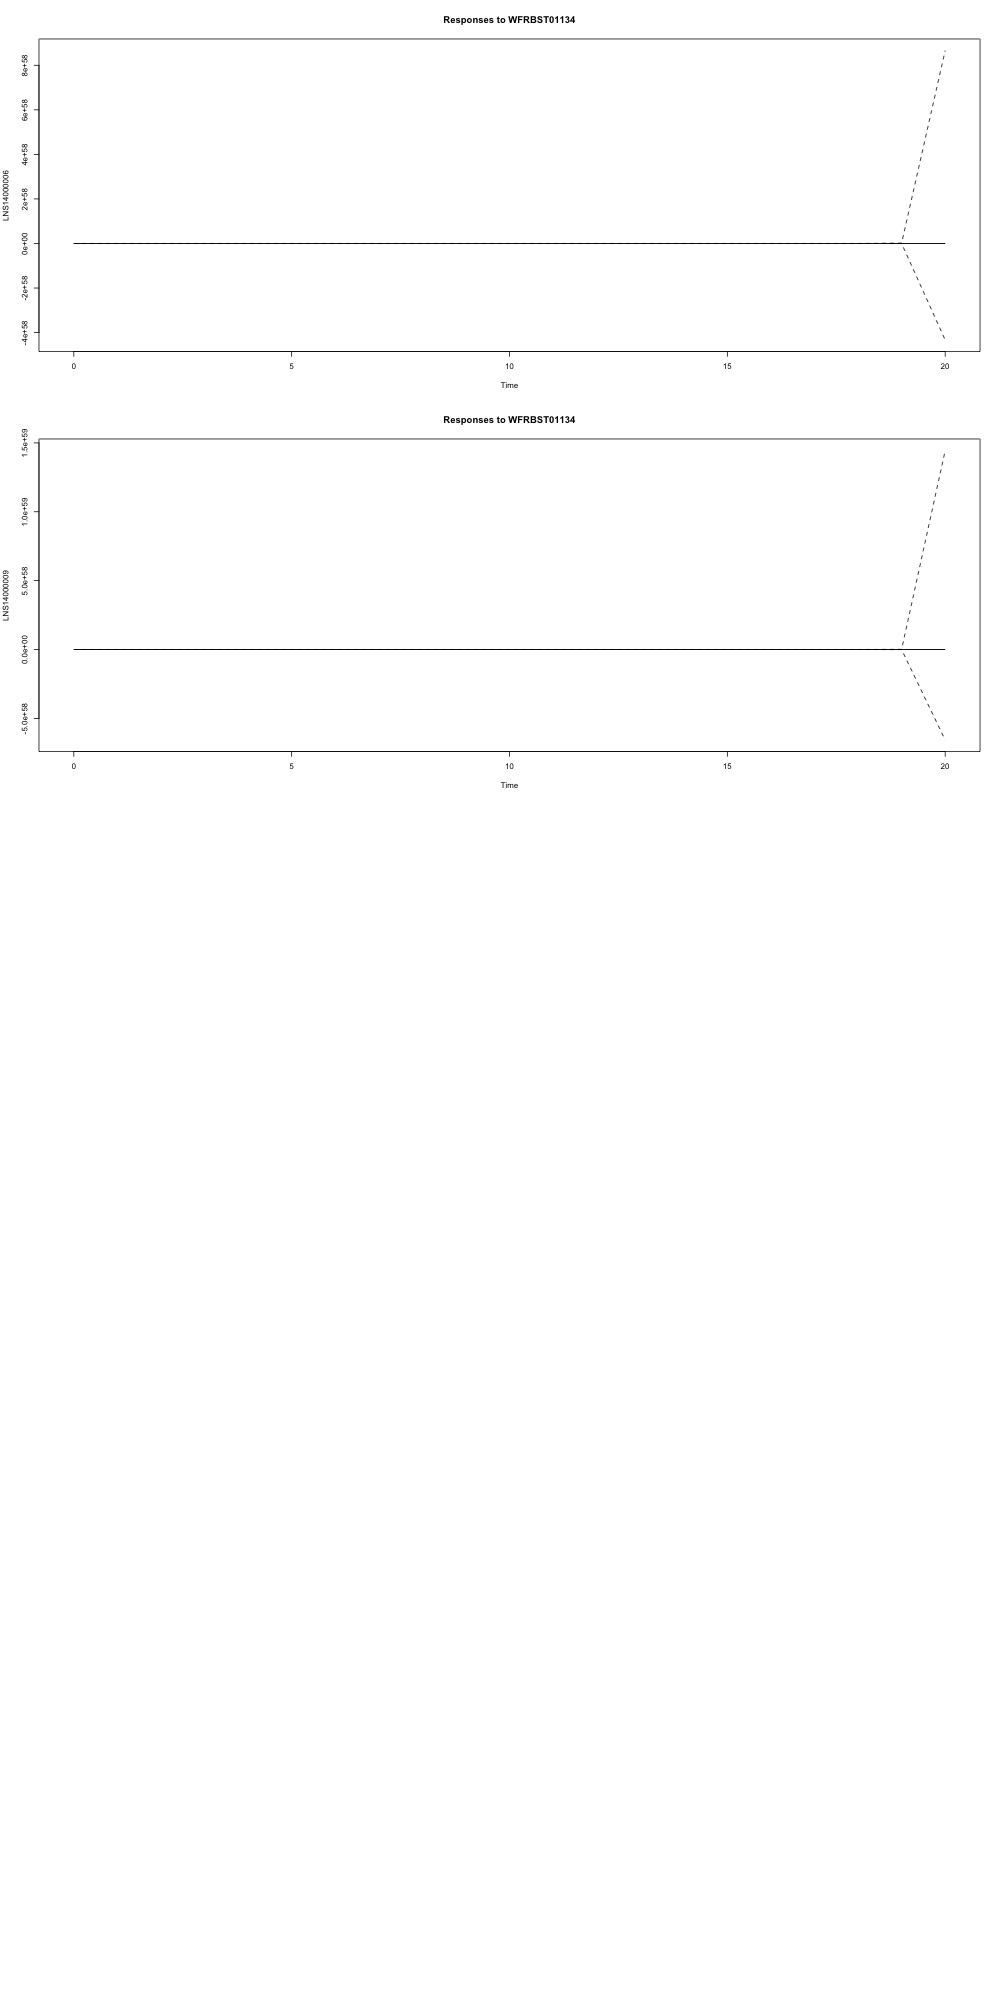 Responses to WFRBST01134
LNS14000006
8e+58
6e+58
4e+58
2e+58
0e+00
-2e+58
-4e+58
0 5 10 15 20
Time
Responses to WFRBST01134
LNS14000009
1.5e+59
1.0e+59
5.0e+58
0.0e+00
-5.0e+58
0 5 10 15 20
Time